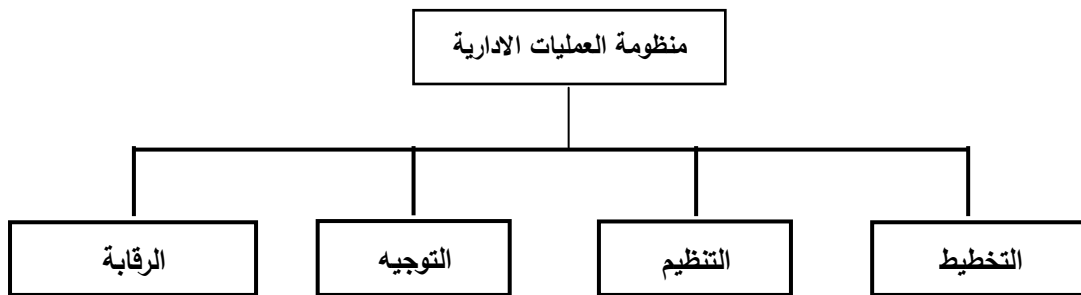 منظومة العمليات الادارية
التخطيط
التنظيم
التوجيه
الرقابة